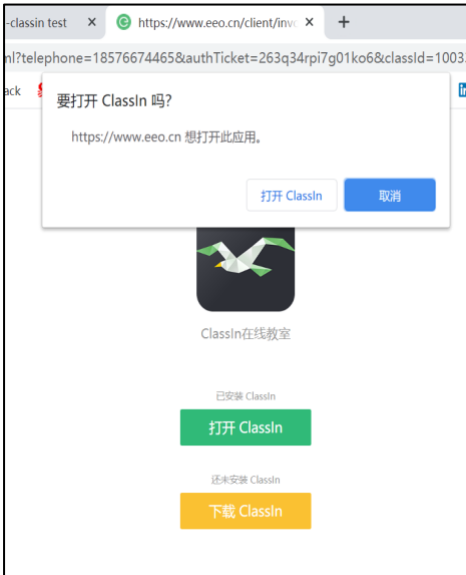 -classin test
https://www.eeo.cn/client/invo
ml?telephone=18576674465&authTicket=263q34rpi7g01ko6&classId=1003
ack
要打开 ClassIn 吗?
https://www.eeo.cn 想打开此应用。
打开 ClassIn
取消
ClassIn在线教室
已安装 ClassIn
打开 ClassIn
还未安装 ClassIn
下载 ClassIn